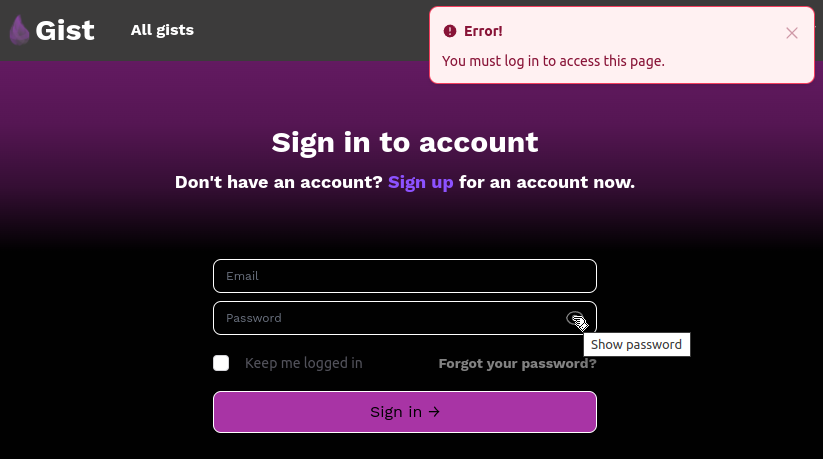 Gist
All gists
Error!
You must log in to access this page.
Sign in to account
Don't have an account? Sign up for an account now.
Email
Password
Show password
Keep me logged in
Forgot your password?
Sign in →